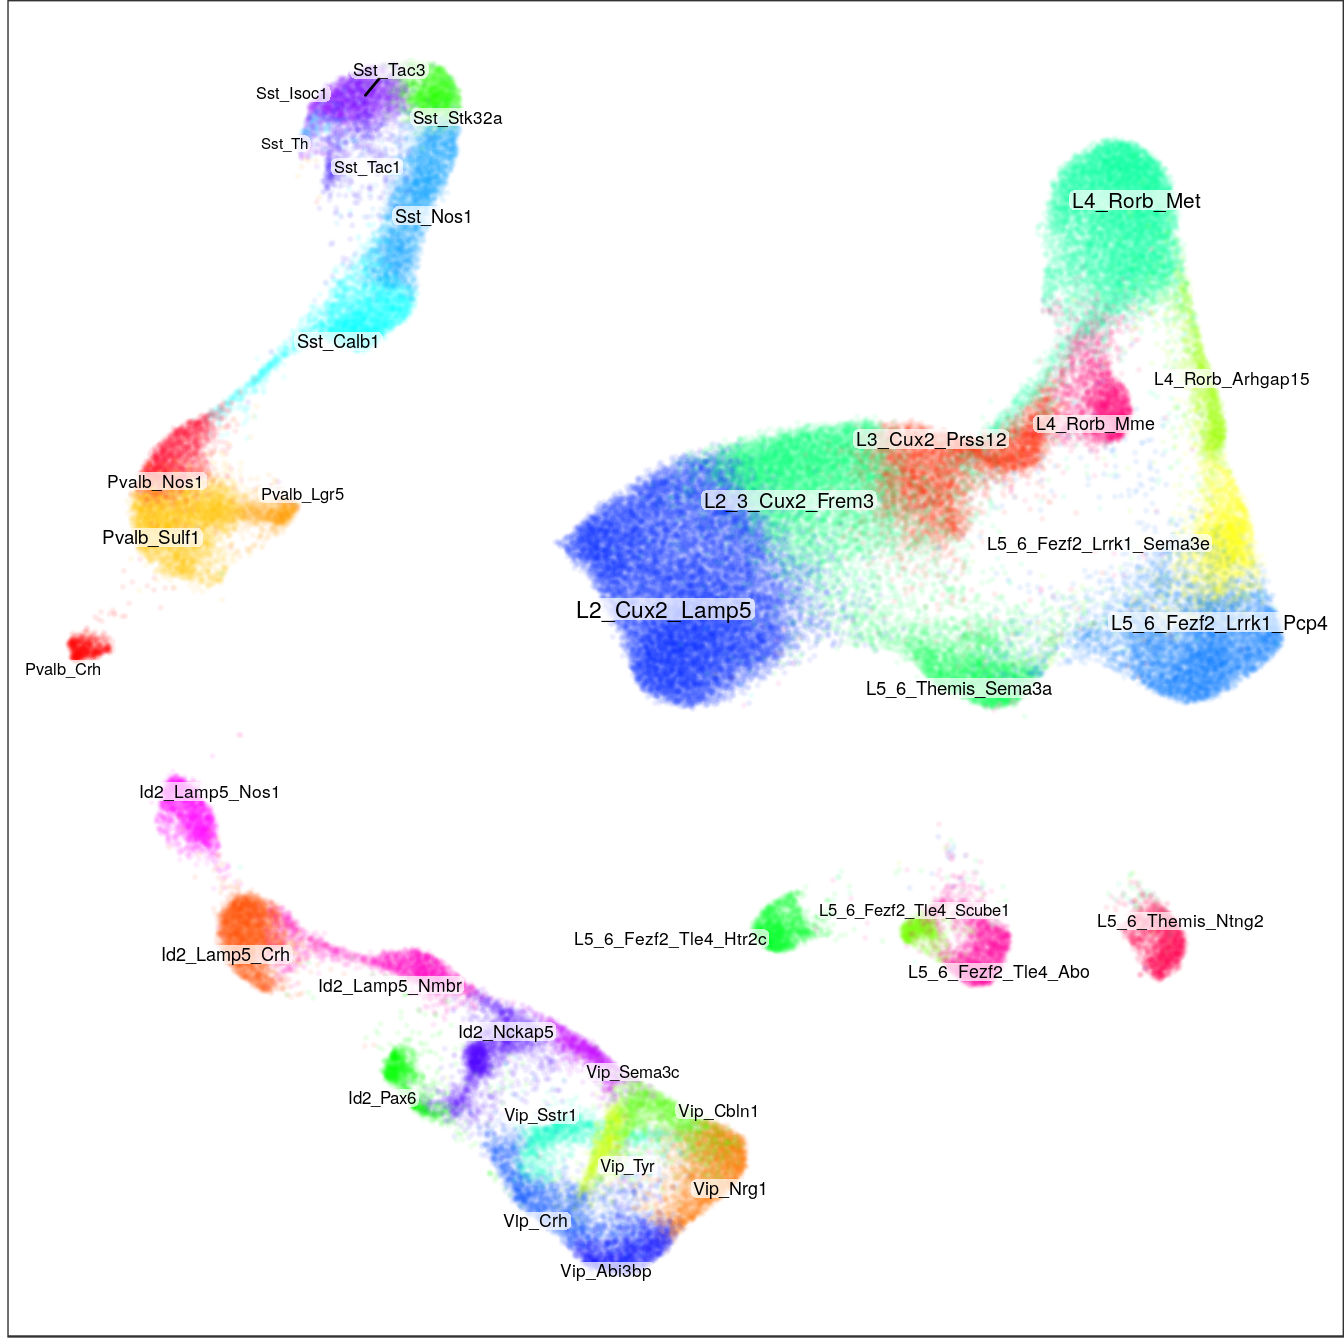 Sst_Tac3
Sst_Isoc1
Sst_Stk32a
Sst_Th
Sst_Tac1
Sst_Nos1
Sst_Calb1
Pvalb_Nos1
Pvalb_Lgr5
Pvalb_Sulf1
Pvalb_Crh
L4_Rorb_Met
L4_Rorb_Arhgap15
L4_Rorb_Mme
L3_Cux2_Prss12
L2_3_Cux2_Frem3
L5_6_Fezf2_Lrrk1_Sema3e
L2_Cux2_Lamp5
L5_6_Fezf2_Lrrk1_Pcp4
L5_6_Themis_Sema3a
Id2_Lamp5_Nos1
Id2_Lamp5_Crh
Id2_Lamp5_Nmbr
Id2_Nckap5
Id2_Pax6
Vip_Sema3c
Vip_Sstr1
Vip_Cbln1
Vip_Tyr
Vip_Nrg1
Vip_Crh
Vip_Abi3bp
L5_6_Fezf2_Tle4_Scube1
L5_6_Fezf2_Tle4_Htr2c
L5_6_Fezf2_Tle4_Abo
L5_6_Themis_Ntng2